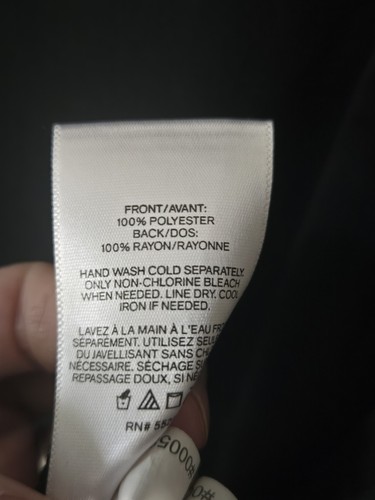 FRONT/AVANT:
100% POLYESTER
BACK/DOS:
100% RAYON/RAYONNE
HAND WASH COLD SEPARATELY
ONLY NON-CHLORINE BLEACH
WHEN NEEDED. LINE DRY. COOL
IRON IF NEEDED.
LAVEZ À LA MAIN À L'EAU
SÉPARÉMENT. UTILISEZ
DU JAVELLISANT SANS
NÉCESSAIRE. SÉCHAGE
REPASSAGE DOUX, SI
RN#